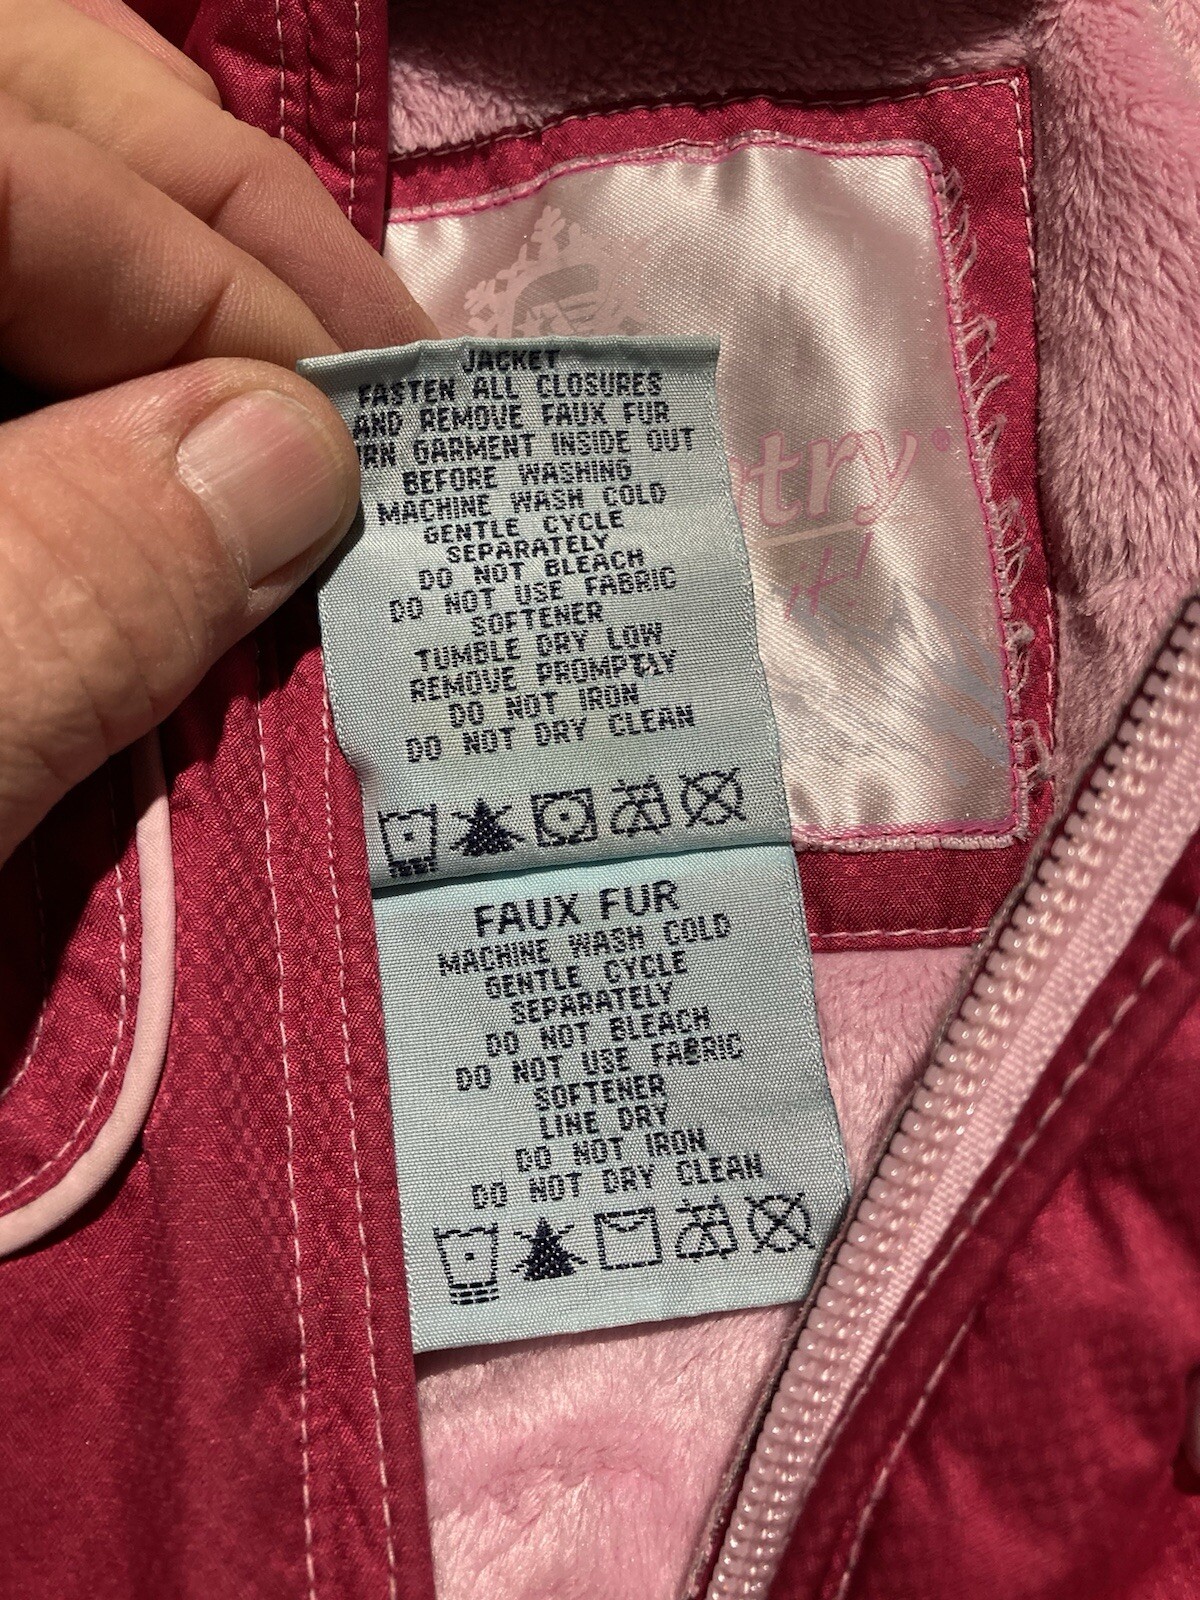 JACKET
FASTEN ALL CLOSURES
AND REMOVE FAUX FUR
RN GARMENT INSIDE OUT
BEFORE WASHING
MACHINE WASH COLD
GENTLE CYCLE
SEPARATELY
DO NOT BLEACH
DO NOT USE FABRIC
SOFTENER
TUMBLE DRY LOW
REMOVE PROMPTLY
DO NOT IRON
DO NOT DRY CLEAN
FAUX FUR
MACHINE WASH COLD
GENTLE CYCLE
SEPARATELY
DO NOT BLEACH
DO NOT USE FABRIC
SOFTENER
LINE DRY
DO NOT IRON
DO NOT DRY CLEAN
try®
it!